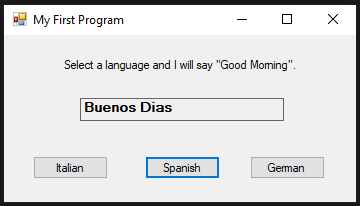 My First Program
Select a language and I will say "Good Morning".
Buenos Dias
Italian
Spanish
German